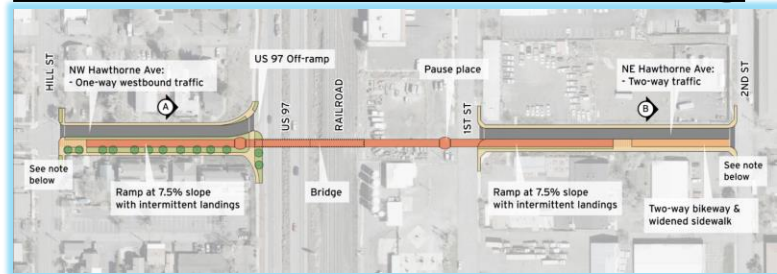 HILL ST
NW Hawthorne Ave:
- One-way westbound traffic
A
US 97 Off-ramp
US 97
RAILROAD
Pause place
1ST ST
NE Hawthorne Ave:
- Two-way traffic
B
2ND ST
See note
below
Ramp at 7.5% slope
with intermittent landings
Bridge
Ramp at 7.5% slope
with intermittent landings
Two-way bikeway &
widened sidewalk
See note
below